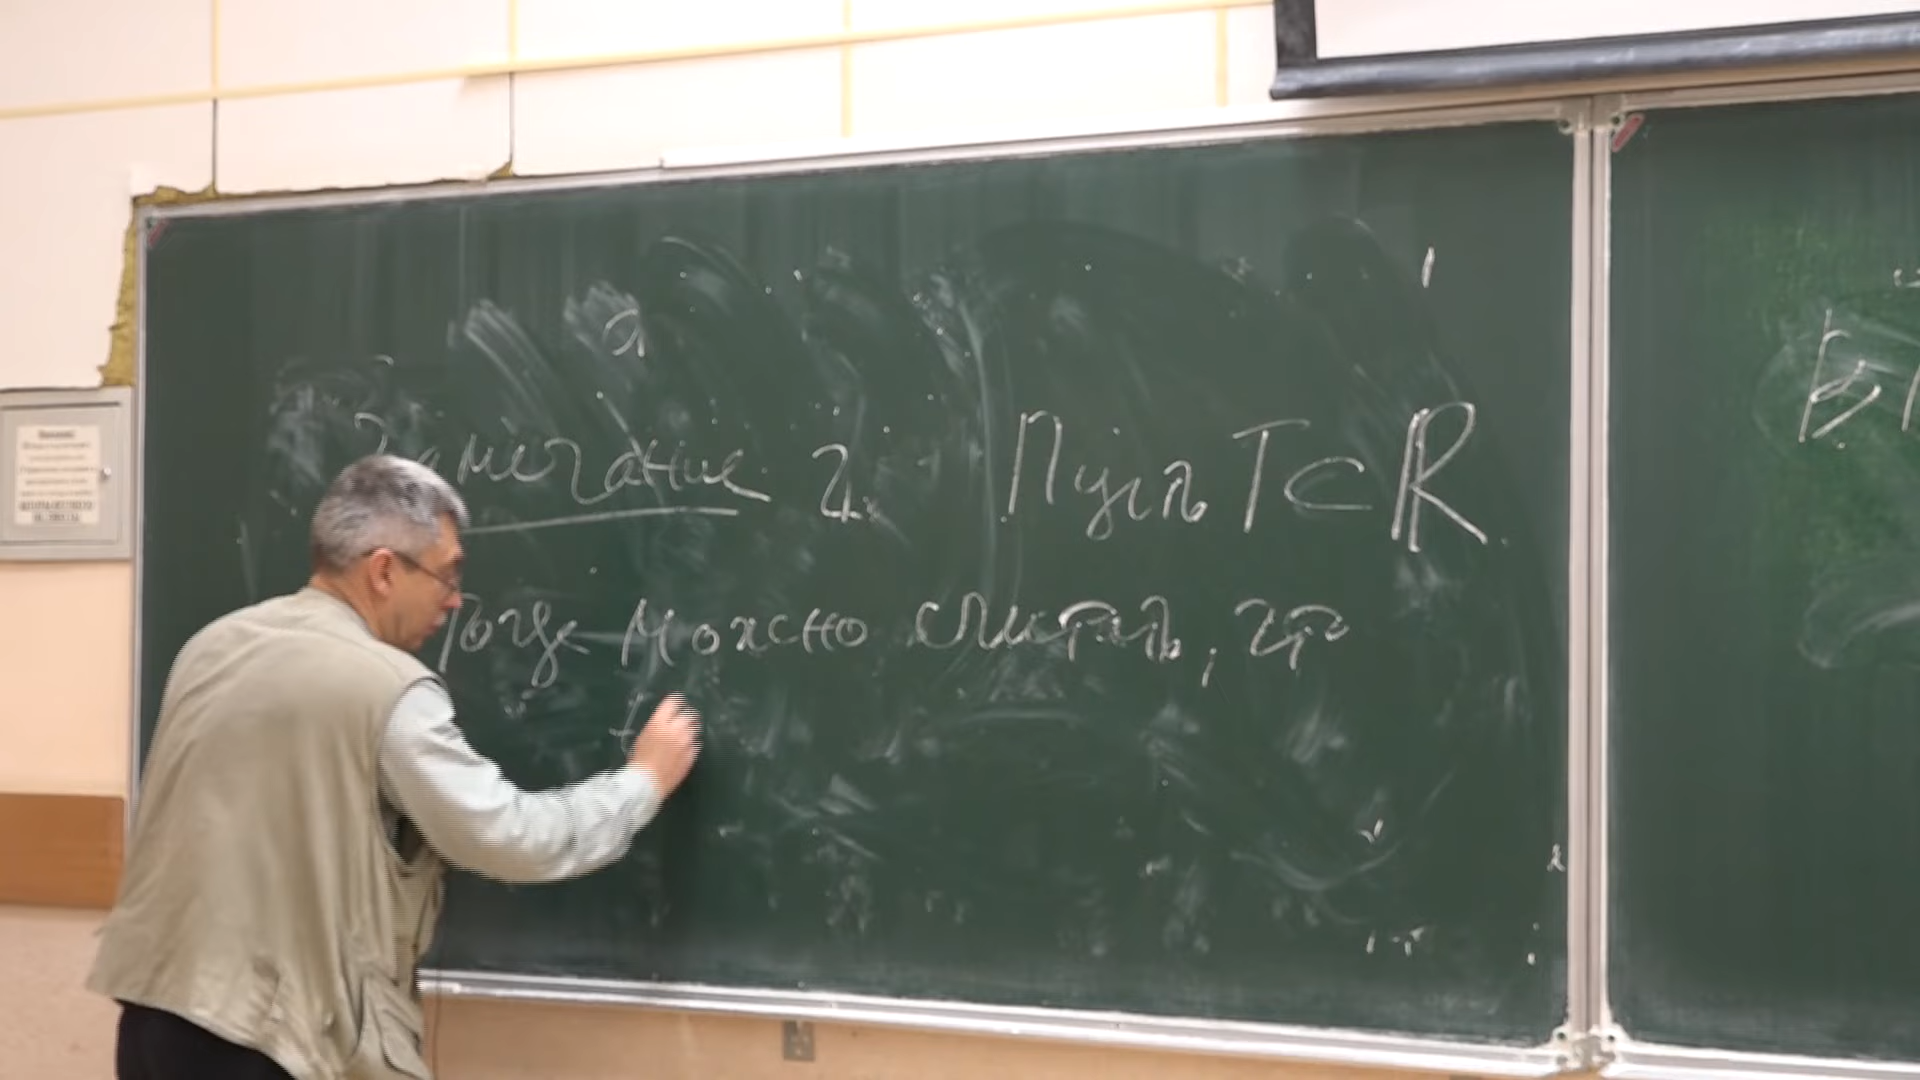 а
Замечание 2. Пусть T ⊂ ℝ.
Тогда можно считать, что
t